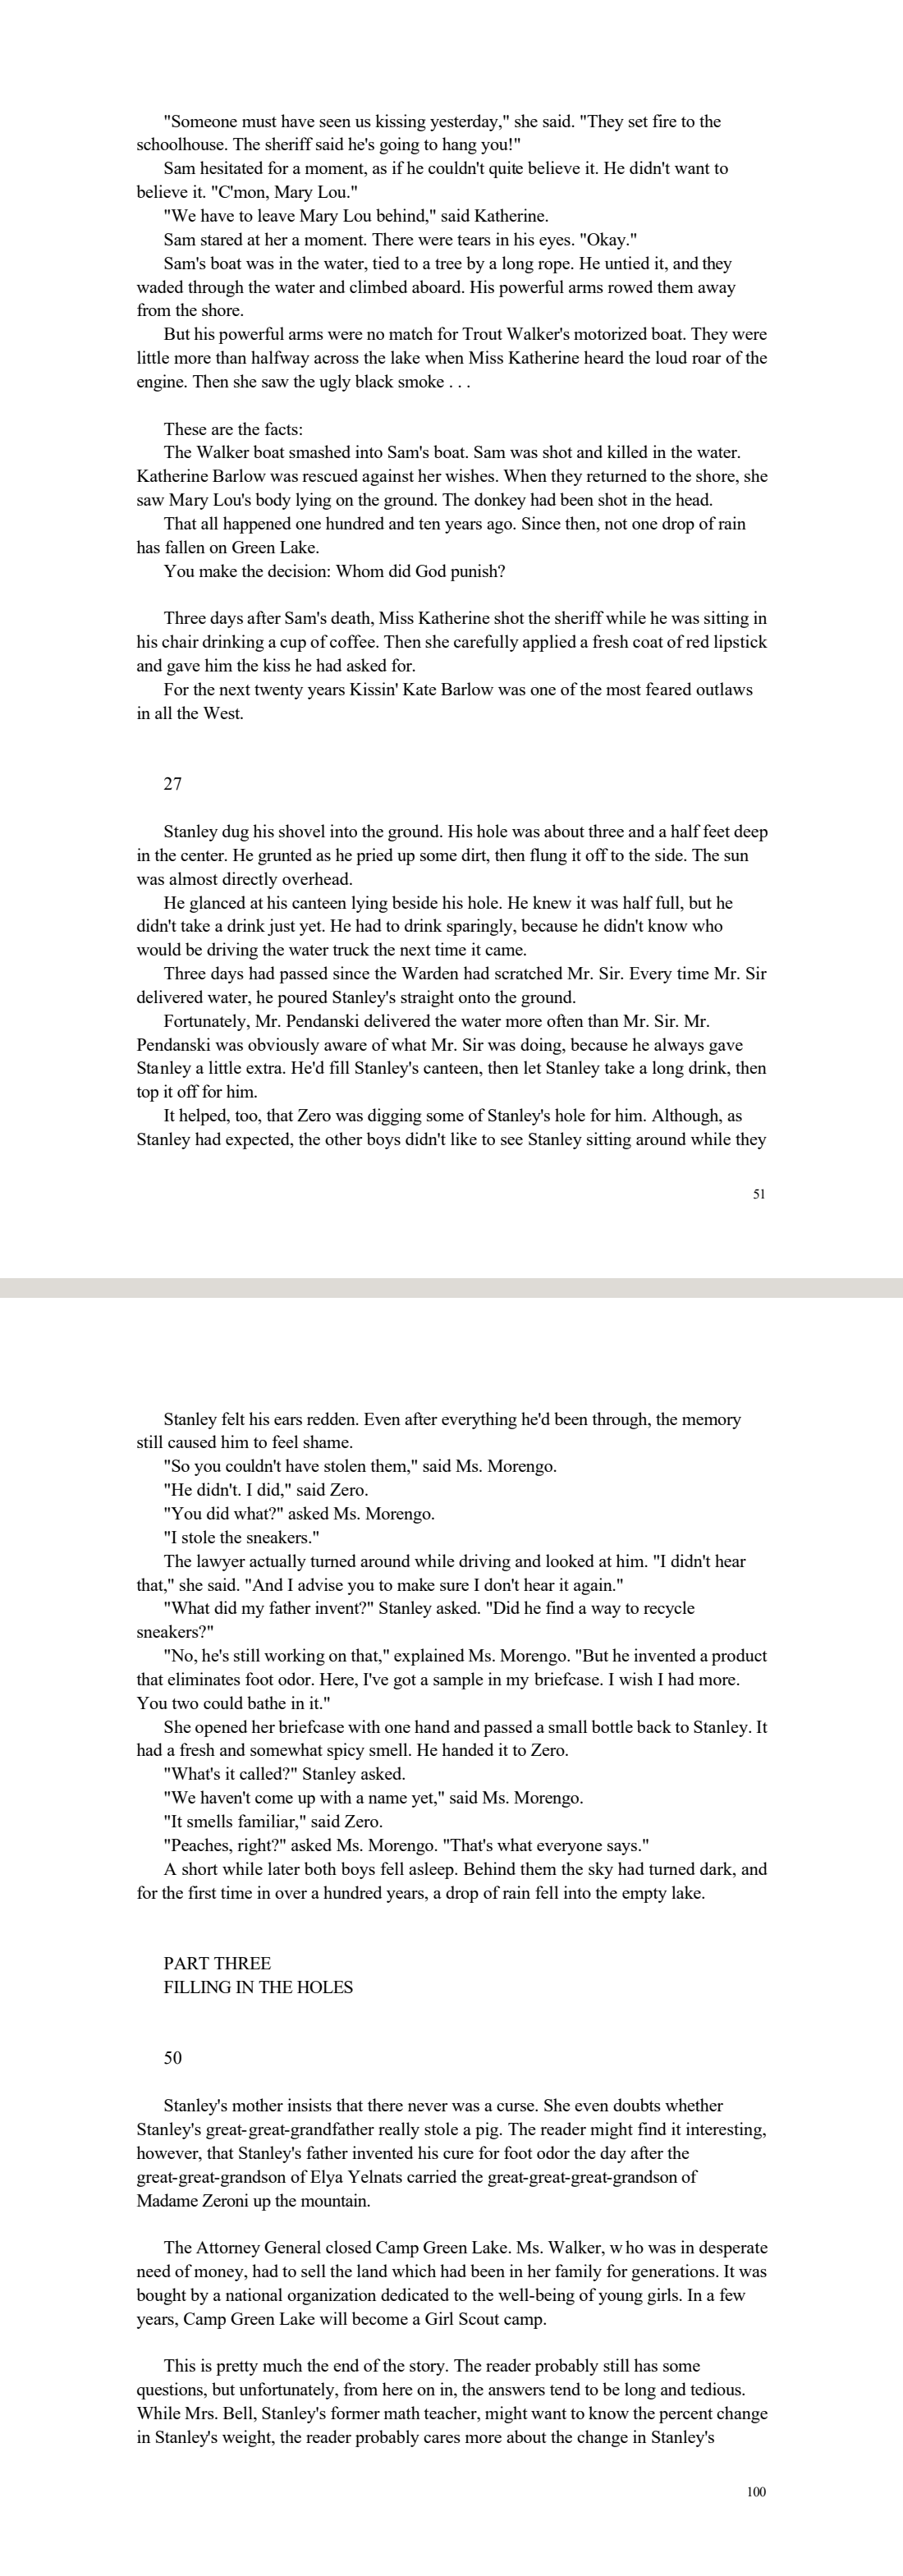 "Someone must have seen us kissing yesterday," she said. "They set fire to the
schoolhouse. The sheriff said he's going to hang you!"
Sam hesitated for a moment, as if he couldn't quite believe it. He didn't want to
believe it. "C'mon, Mary Lou."
"We have to leave Mary Lou behind," said Katherine.
Sam stared at her a moment. There were tears in his eyes. "Okay."
Sam's boat was in the water, tied to a tree by a long rope. He untied it, and they
waded through the water and climbed aboard. His powerful arms rowed them away
from the shore.
But his powerful arms were no match for Trout Walker's motorized boat. They were
little more than halfway across the lake when Miss Katherine heard the loud roar of the
engine. Then she saw the ugly black smoke . . .
These are the facts:
The Walker boat smashed into Sam's boat. Sam was shot and killed in the water.
Katherine Barlow was rescued against her wishes. When they returned to the shore, she
saw Mary Lou's body lying on the ground. The donkey had been shot in the head.
That all happened one hundred and ten years ago. Since then, not one drop of rain
has fallen on Green Lake.
You make the decision: Whom did God punish?
Three days after Sam's death, Miss Katherine shot the sheriff while he was sitting in
his chair drinking a cup of coffee. Then she carefully applied a fresh coat of red lipstick
and gave him the kiss he had asked for.
For the next twenty years Kissin' Kate Barlow was one of the most feared outlaws
in all the West.
27
Stanley dug his shovel into the ground. His hole was about three and a half feet deep
in the center. He grunted as he pried up some dirt, then flung it off to the side. The sun
was almost directly overhead.
He glanced at his canteen lying beside his hole. He knew it was half full, but he
didn't take a drink just yet. He had to drink sparingly, because he didn't know who
would be driving the water truck the next time it came.
Three days had passed since the Warden had scratched Mr. Sir. Every time Mr. Sir
delivered water, he poured Stanley's straight onto the ground.
Fortunately, Mr. Pendanski delivered the water more often than Mr. Sir. Mr.
Pendanski was obviously aware of what Mr. Sir was doing, because he always gave
Stanley a little extra. He'd fill Stanley's canteen, then let Stanley take a long drink, then
top it off for him.
It helped, too, that Zero was digging some of Stanley's hole for him. Although, as
Stanley had expected, the other boys didn't like to see Stanley sitting around while they
51
Stanley felt his ears redden. Even after everything he'd been through, the memory
still caused him to feel shame.
"So you couldn't have stolen them," said Ms. Morengo.
"He didn't. I did," said Zero.
"You did what?" asked Ms. Morengo.
"I stole the sneakers."
The lawyer actually turned around while driving and looked at him. "I didn't hear
that," she said. "And I advise you to make sure I don't hear it again."
"What did my father invent?" Stanley asked. "Did he find a way to recycle
sneakers?"
"No, he's still working on that," explained Ms. Morengo. "But he invented a product
that eliminates foot odor. Here, I've got a sample in my briefcase. I wish I had more.
You two could bathe in it."
She opened her briefcase with one hand and passed a small bottle back to Stanley. It
had a fresh and somewhat spicy smell. He handed it to Zero.
"What's it called?" Stanley asked.
"We haven't come up with a name yet," said Ms. Morengo.
"It smells familiar," said Zero.
"Peaches, right?" asked Ms. Morengo. "That's what everyone says."
A short while later both boys fell asleep. Behind them the sky had turned dark, and
for the first time in over a hundred years, a drop of rain fell into the empty lake.
PART THREE
FILLING IN THE HOLES
50
Stanley's mother insists that there never was a curse. She even doubts whether
Stanley's great-great-grandfather really stole a pig. The reader might find it interesting,
however, that Stanley's father invented his cure for foot odor the day after the
great-great-grandson of Elya Yelnats carried the great-great-great-grandson of
Madame Zeroni up the mountain.
The Attorney General closed Camp Green Lake. Ms. Walker, who was in desperate
need of money, had to sell the land which had been in her family for generations. It was
bought by a national organization dedicated to the well-being of young girls. In a few
years, Camp Green Lake will become a Girl Scout camp.
This is pretty much the end of the story. The reader probably still has some
questions, but unfortunately, from here on in, the answers tend to be long and tedious.
While Mrs. Bell, Stanley's former math teacher, might want to know the percent change
in Stanley's weight, the reader probably cares more about the change in Stanley's
100